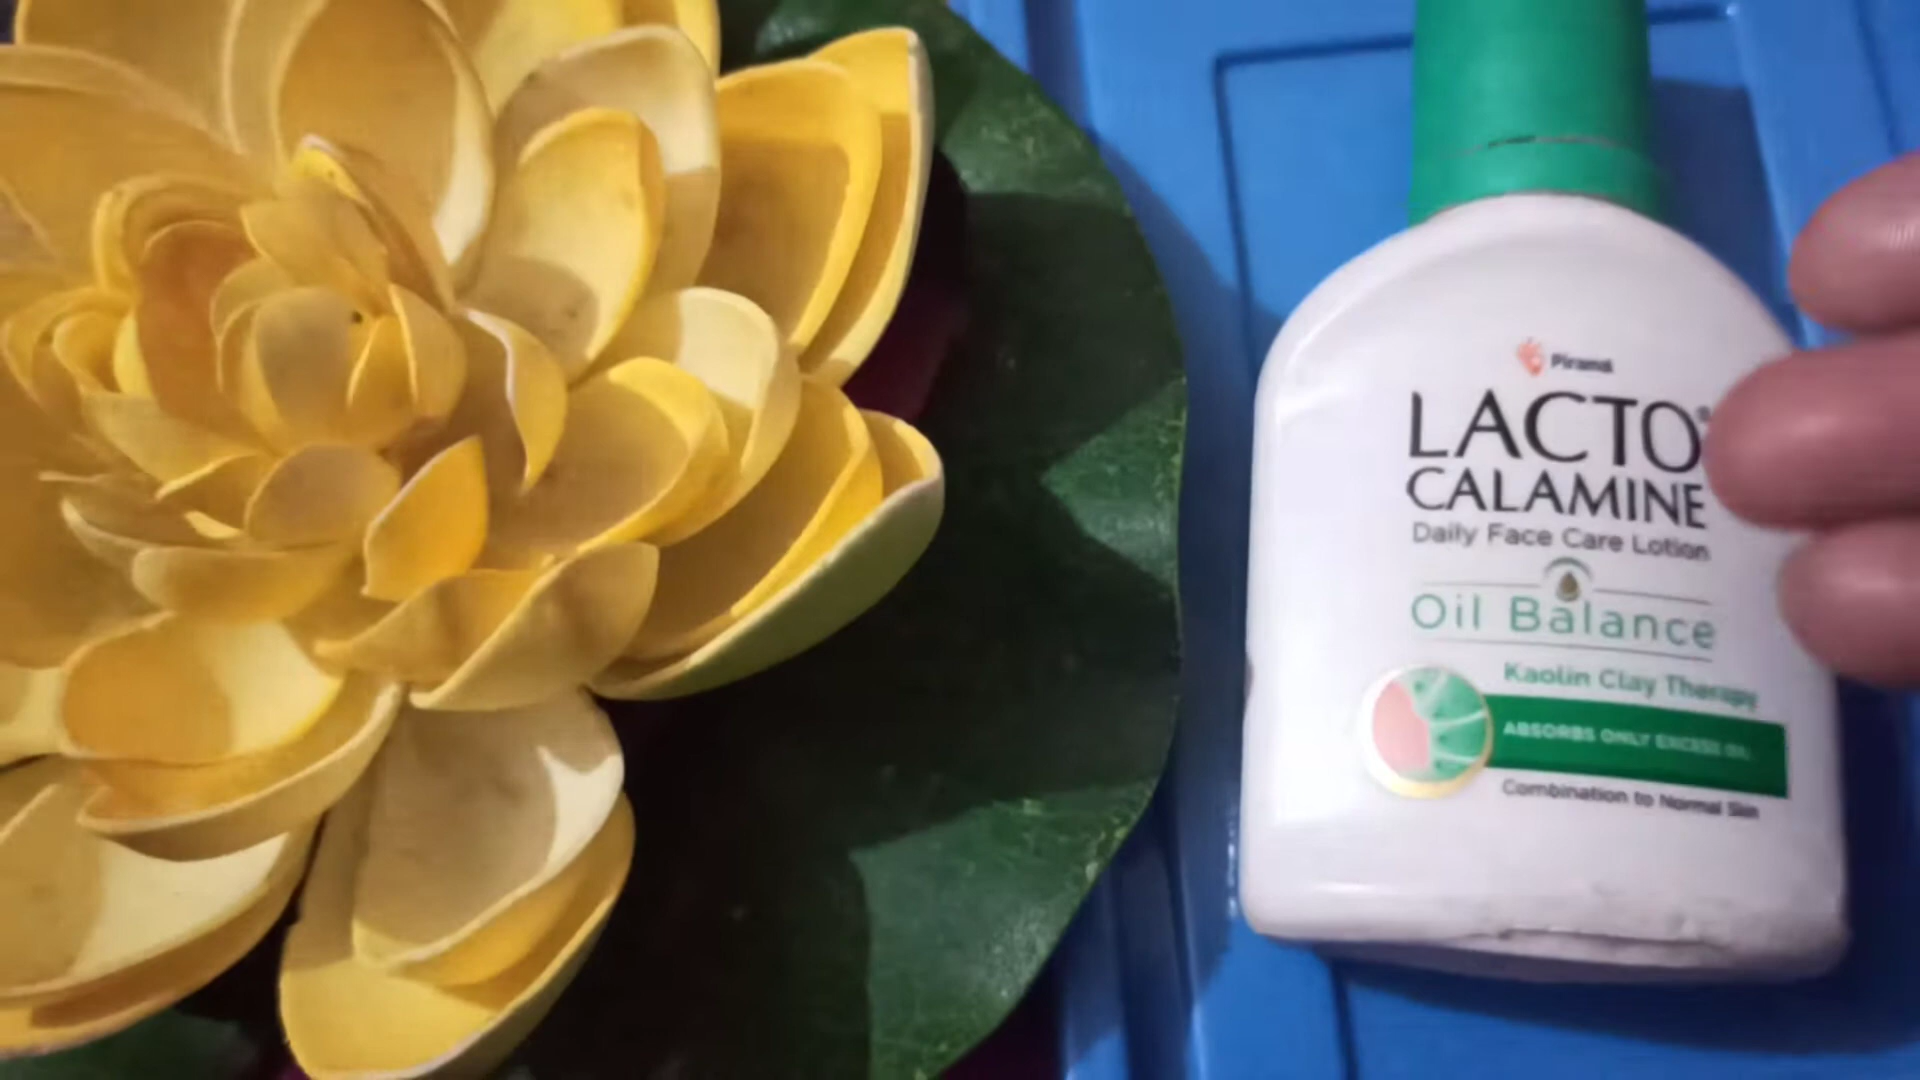 Piramal
LACTO®
CALAMINE
Daily Face Care Lotion
Oil Balance
Kaolin Clay Therapy
ABSORBS ONLY EXCESS OIL
Combination to Normal Skin